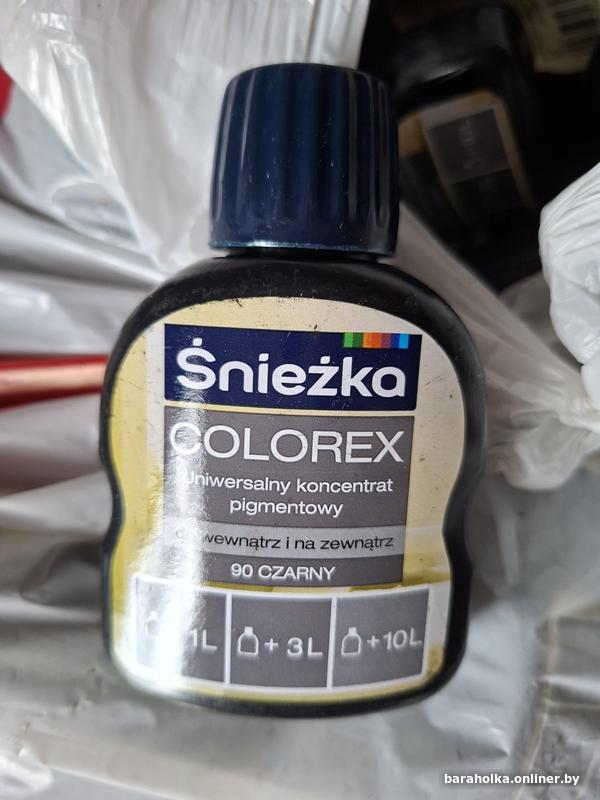 Śnieżka
COLOREX
Uniwersalny koncentrat
pigmentowy
wewnątrz i na zewnątrz
90 CZARNY
1L
+ 3L
+10L
baraholka.onliner.by